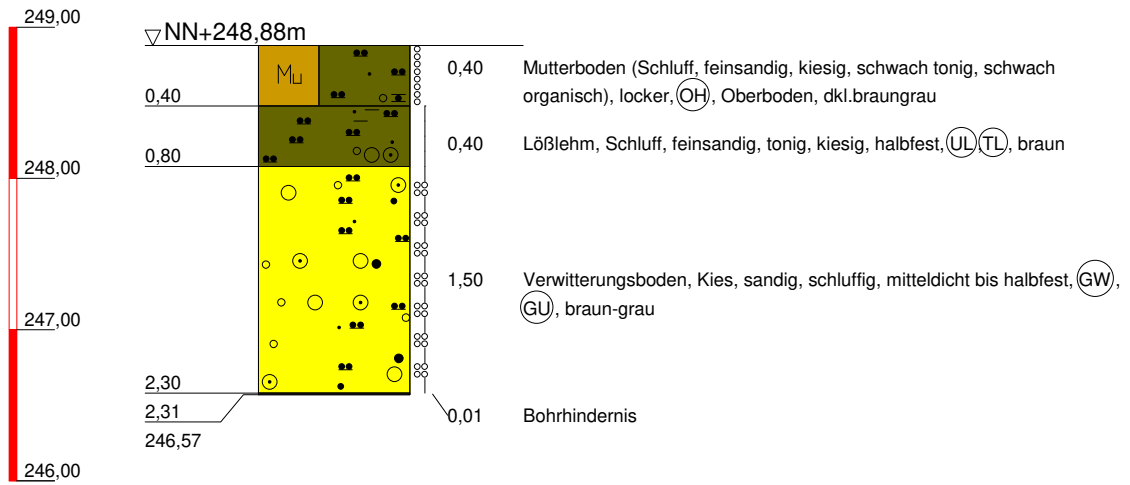 249,00
NN+248,88m
Mu
0,40
Mutterboden (Schluff, feinsandig, kiesig, schwach tonig, schwach
organisch), locker, OH, Oberboden, dkl.braungrau
0,40
0,40
Lößlehm, Schluff, feinsandig, tonig, kiesig, halbfest, UL, TL, braun
0,80
248,00
1,50
Verwitterungsboden, Kies, sandig, schluffig, mitteldicht bis halbfest, GW,
GU, braun-grau
247,00
2,30
2,31
0,01
Bohrhindernis
246,57
246,00